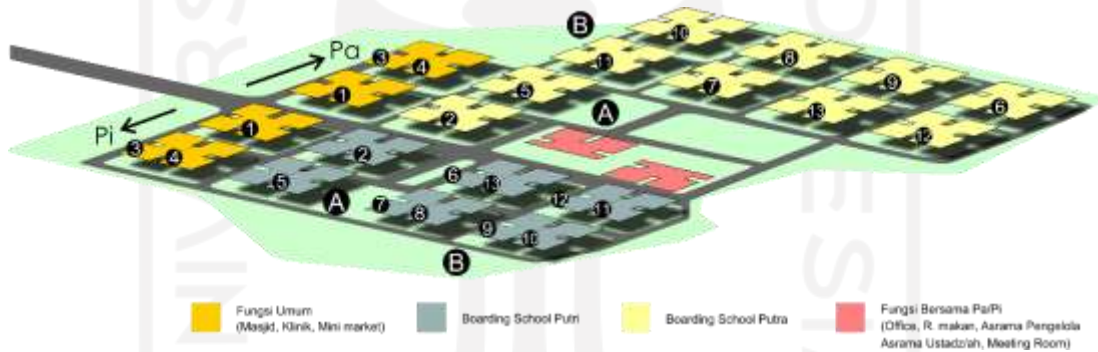 B
10
Pa
3
4
11
8
1
5
7
9
A
6
Pi
1
2
13
3
4
2
12
5
6
13
A
7
12
11
8
9
10
B
Fungsi Umum
(Masjid, Klinik, Mini market)
Boarding School Putri
Boarding School Putra
Fungsi Bersama Pa/Pi
(Office, R. makan, Asrama Pengelola
Asrama Ustadz/ah, Meeting Room)